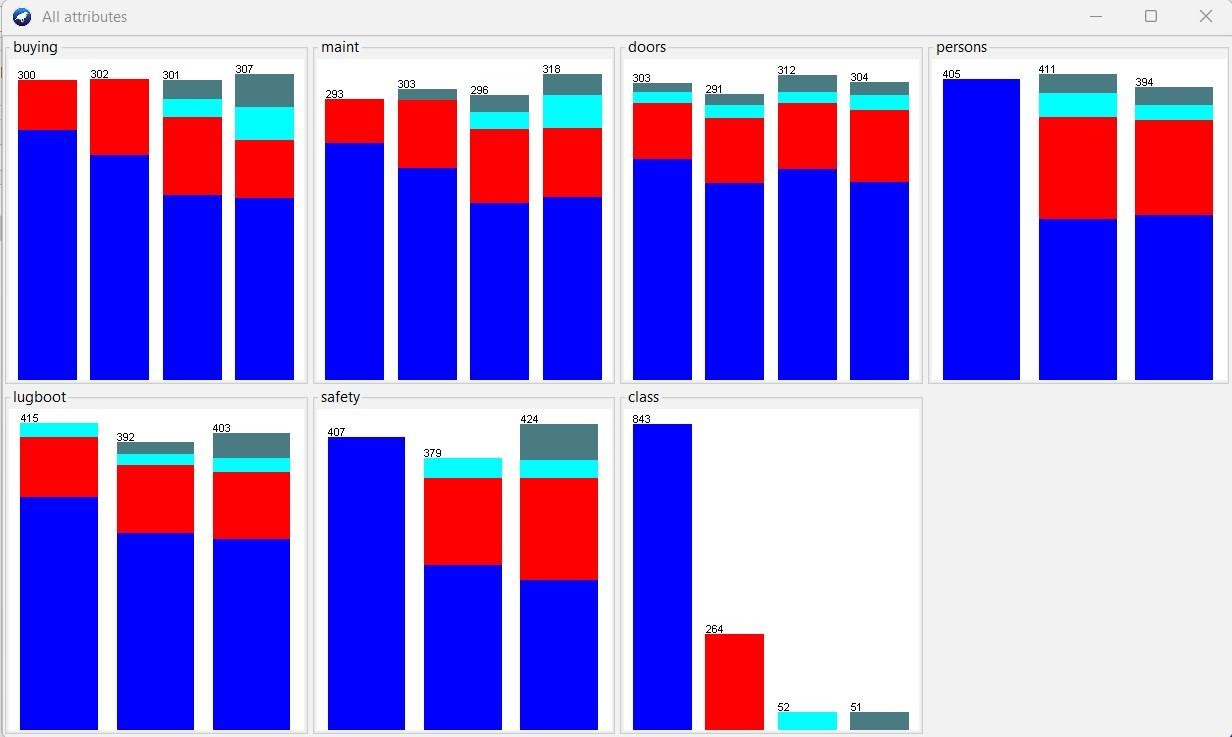 All attributes
buying
300 302 301 307
maint
293 303 296 318
doors
303 291 312 304
persons
405 411 394
lugboot
415 392 403
safety
407 379 424
class
843 264 52 51